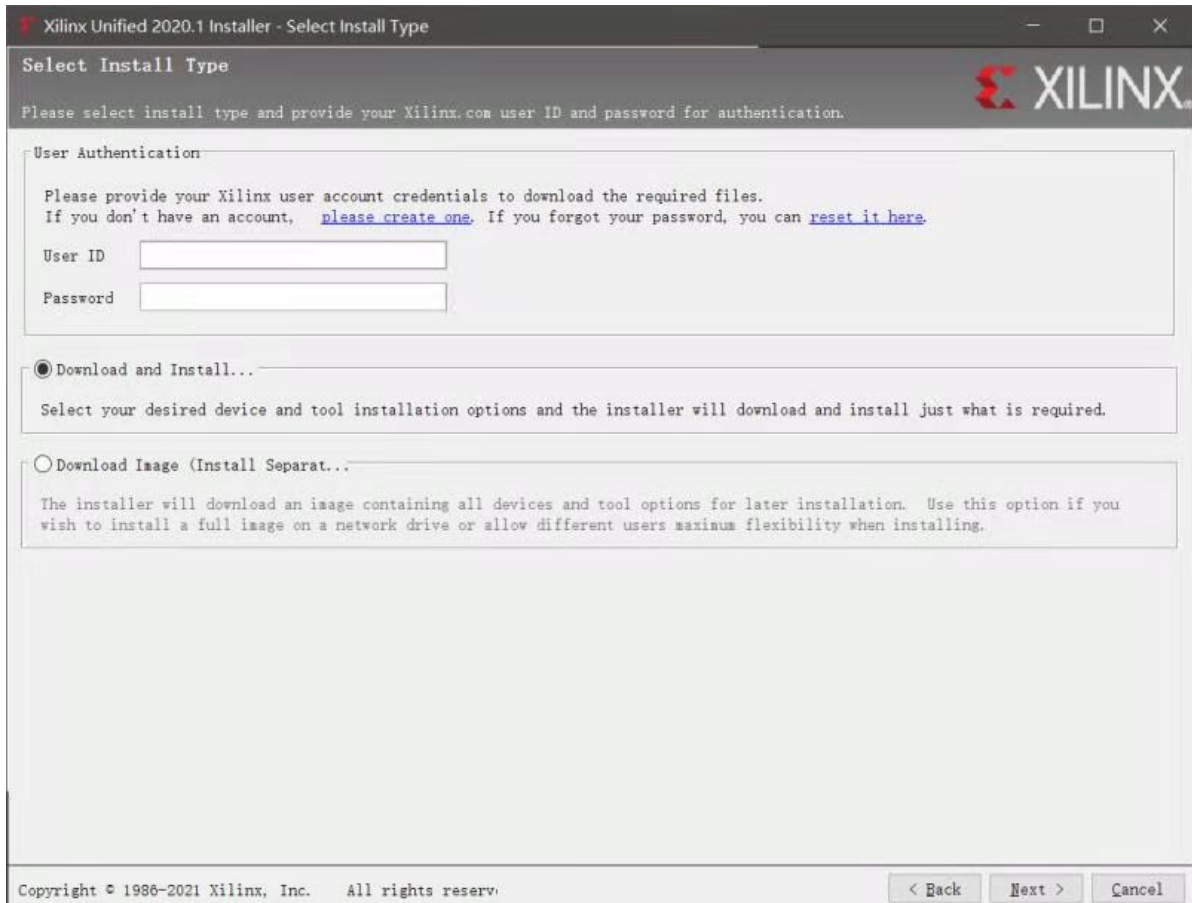 Xilinx Unified 2020.1 Installer - Select Install Type
Select Install Type
XILINX
Please select install type and provide your Xilinx.com user ID and password for authentication.
User Authentication
Please provide your Xilinx user account credentials to download the required files.
If you don't have an account, please create one. If you forgot your password, you can reset it here.
User ID
Password
Download and Install...
Select your desired device and tool installation options and the installer will download and install just what is required.
Download Image (Install Separat...
The installer will download an image containing all devices and tool options for later installation. Use this option if you
wish to install a full image on a network drive or allow different users maximum flexibility when installing.
Copyright © 1986-2021 Xilinx, Inc. All rights reserv
< Back Next > Cancel